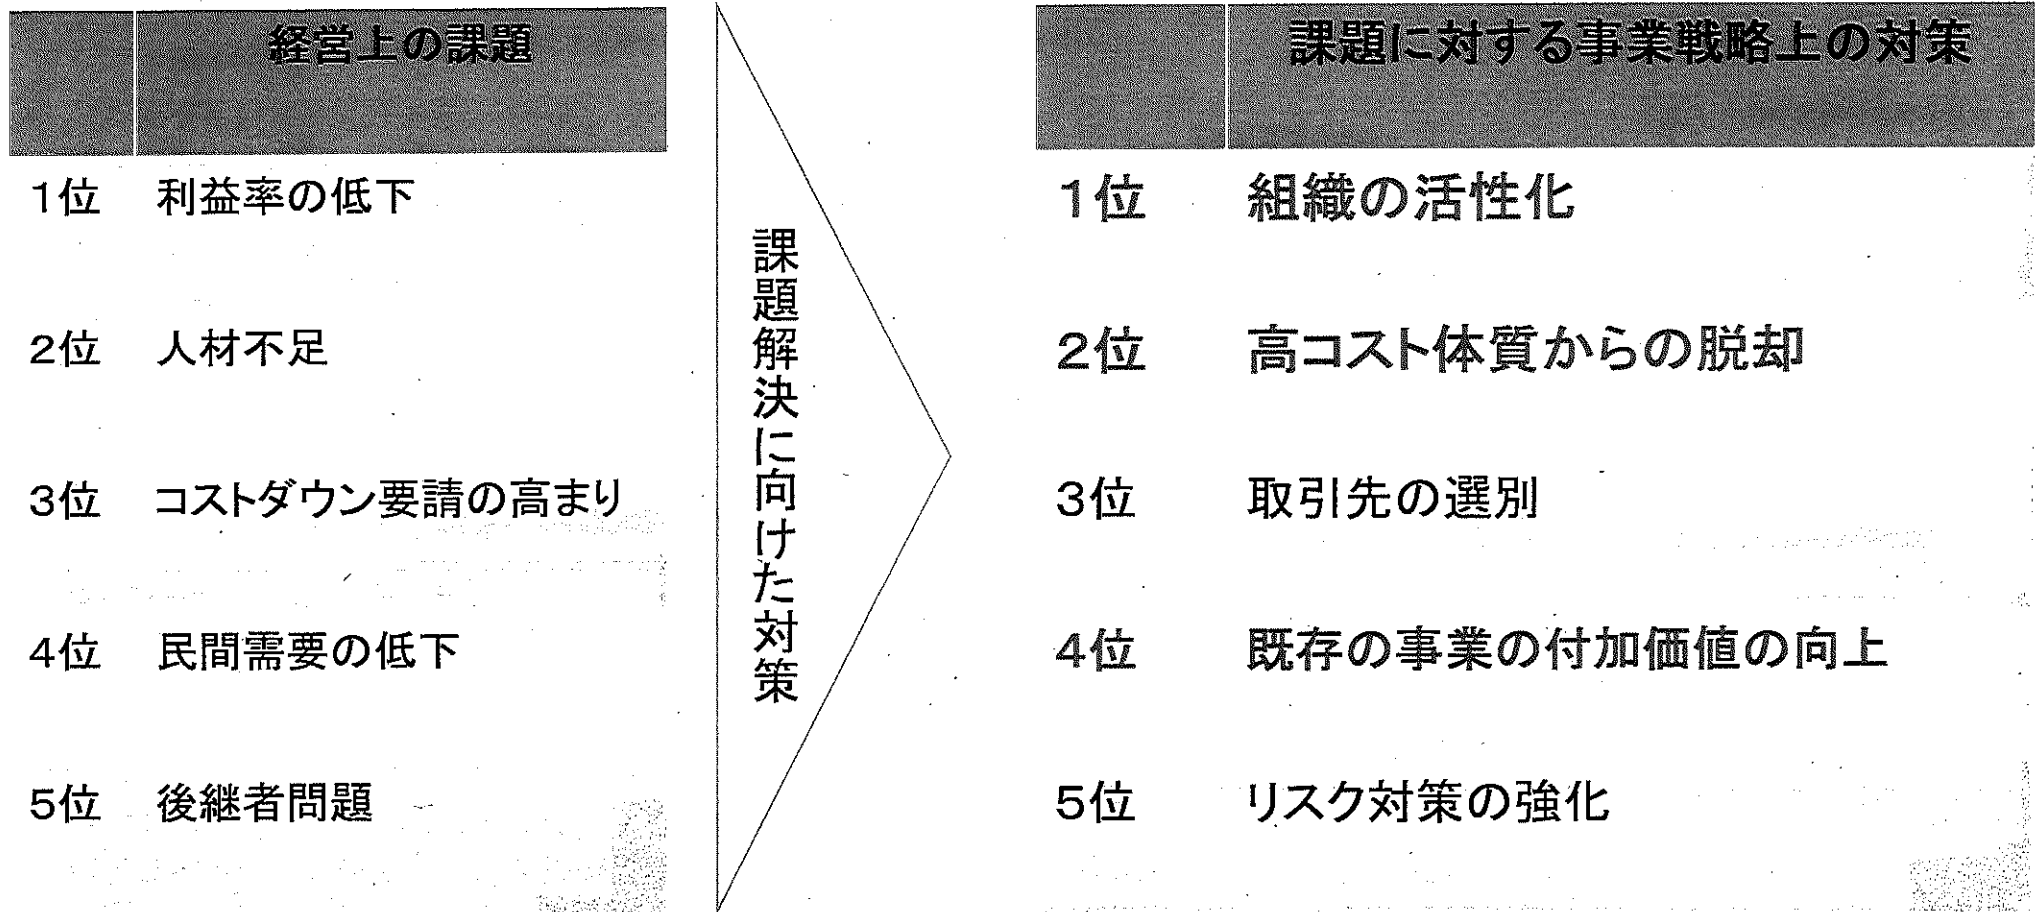 経営上の課題
1位 利益率の低下
2位 人材不足
3位 コストダウン要請の高まり
4位 民間需要の低下
5位 後継者問題
課題解決に向けた対策
課題に対する事業戦略上の対策
1位 組織の活性化
2位 高コスト体質からの脱却
3位 取引先の選別
4位 既存の事業の付加価値の向上
5位 リスク対策の強化